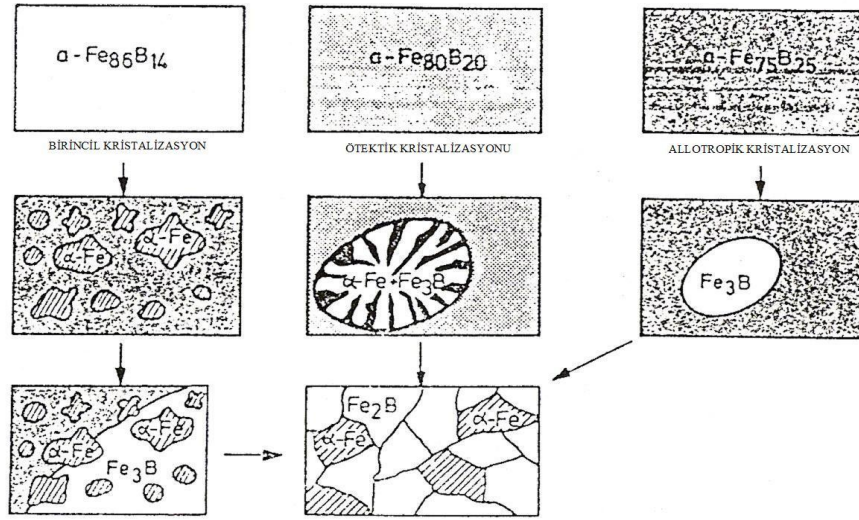 a-Fe86B14
a-Fe80B20
a-Fe75B25
BİRİNCİL KRİSTALİZASYON
ÖTEKTİK KRİSTALİZASYONU
ALLOTROPİK KRİSTALİZASYON
α-Fe
α-Fe
α-Fe+Fe3B
Fe3B
α-Fe
α-Fe
Fe3B
Fe2B
α-Fe
α-Fe